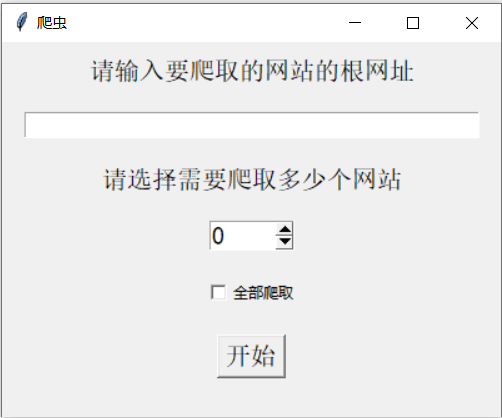 爬虫
请输入要爬取的网站的根网址
请选择需要爬取多少个网站
0
全部爬取
开始